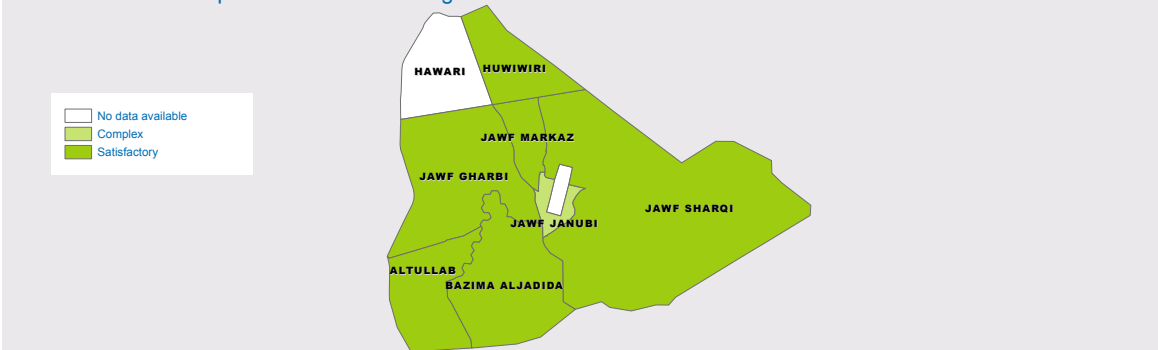 HAWARI
HUWIWIRI
No data available
Complex
Satisfactory
JAWF MARKAZ
JAWF GHARBI
JAWF SHARQI
JAWF JANUBI
ALTULLAB
BAZIMA ALJADIDA